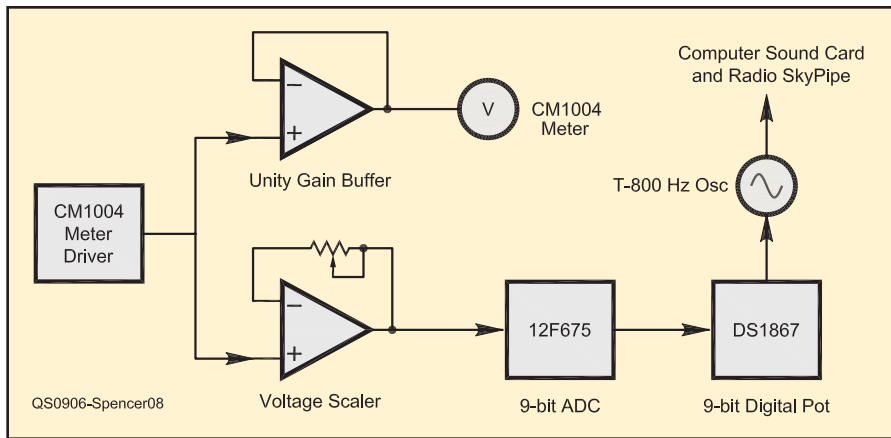 Computer Sound Card
and Radio SkyPipe
−
+
V
CM1004
Meter
Unity Gain Buffer
T-800 Hz Osc
CM1004
Meter
Driver
−
+
12F675
DS1867
QS0906-Spencer08
Voltage Scaler
9-bit ADC
9-bit Digital Pot